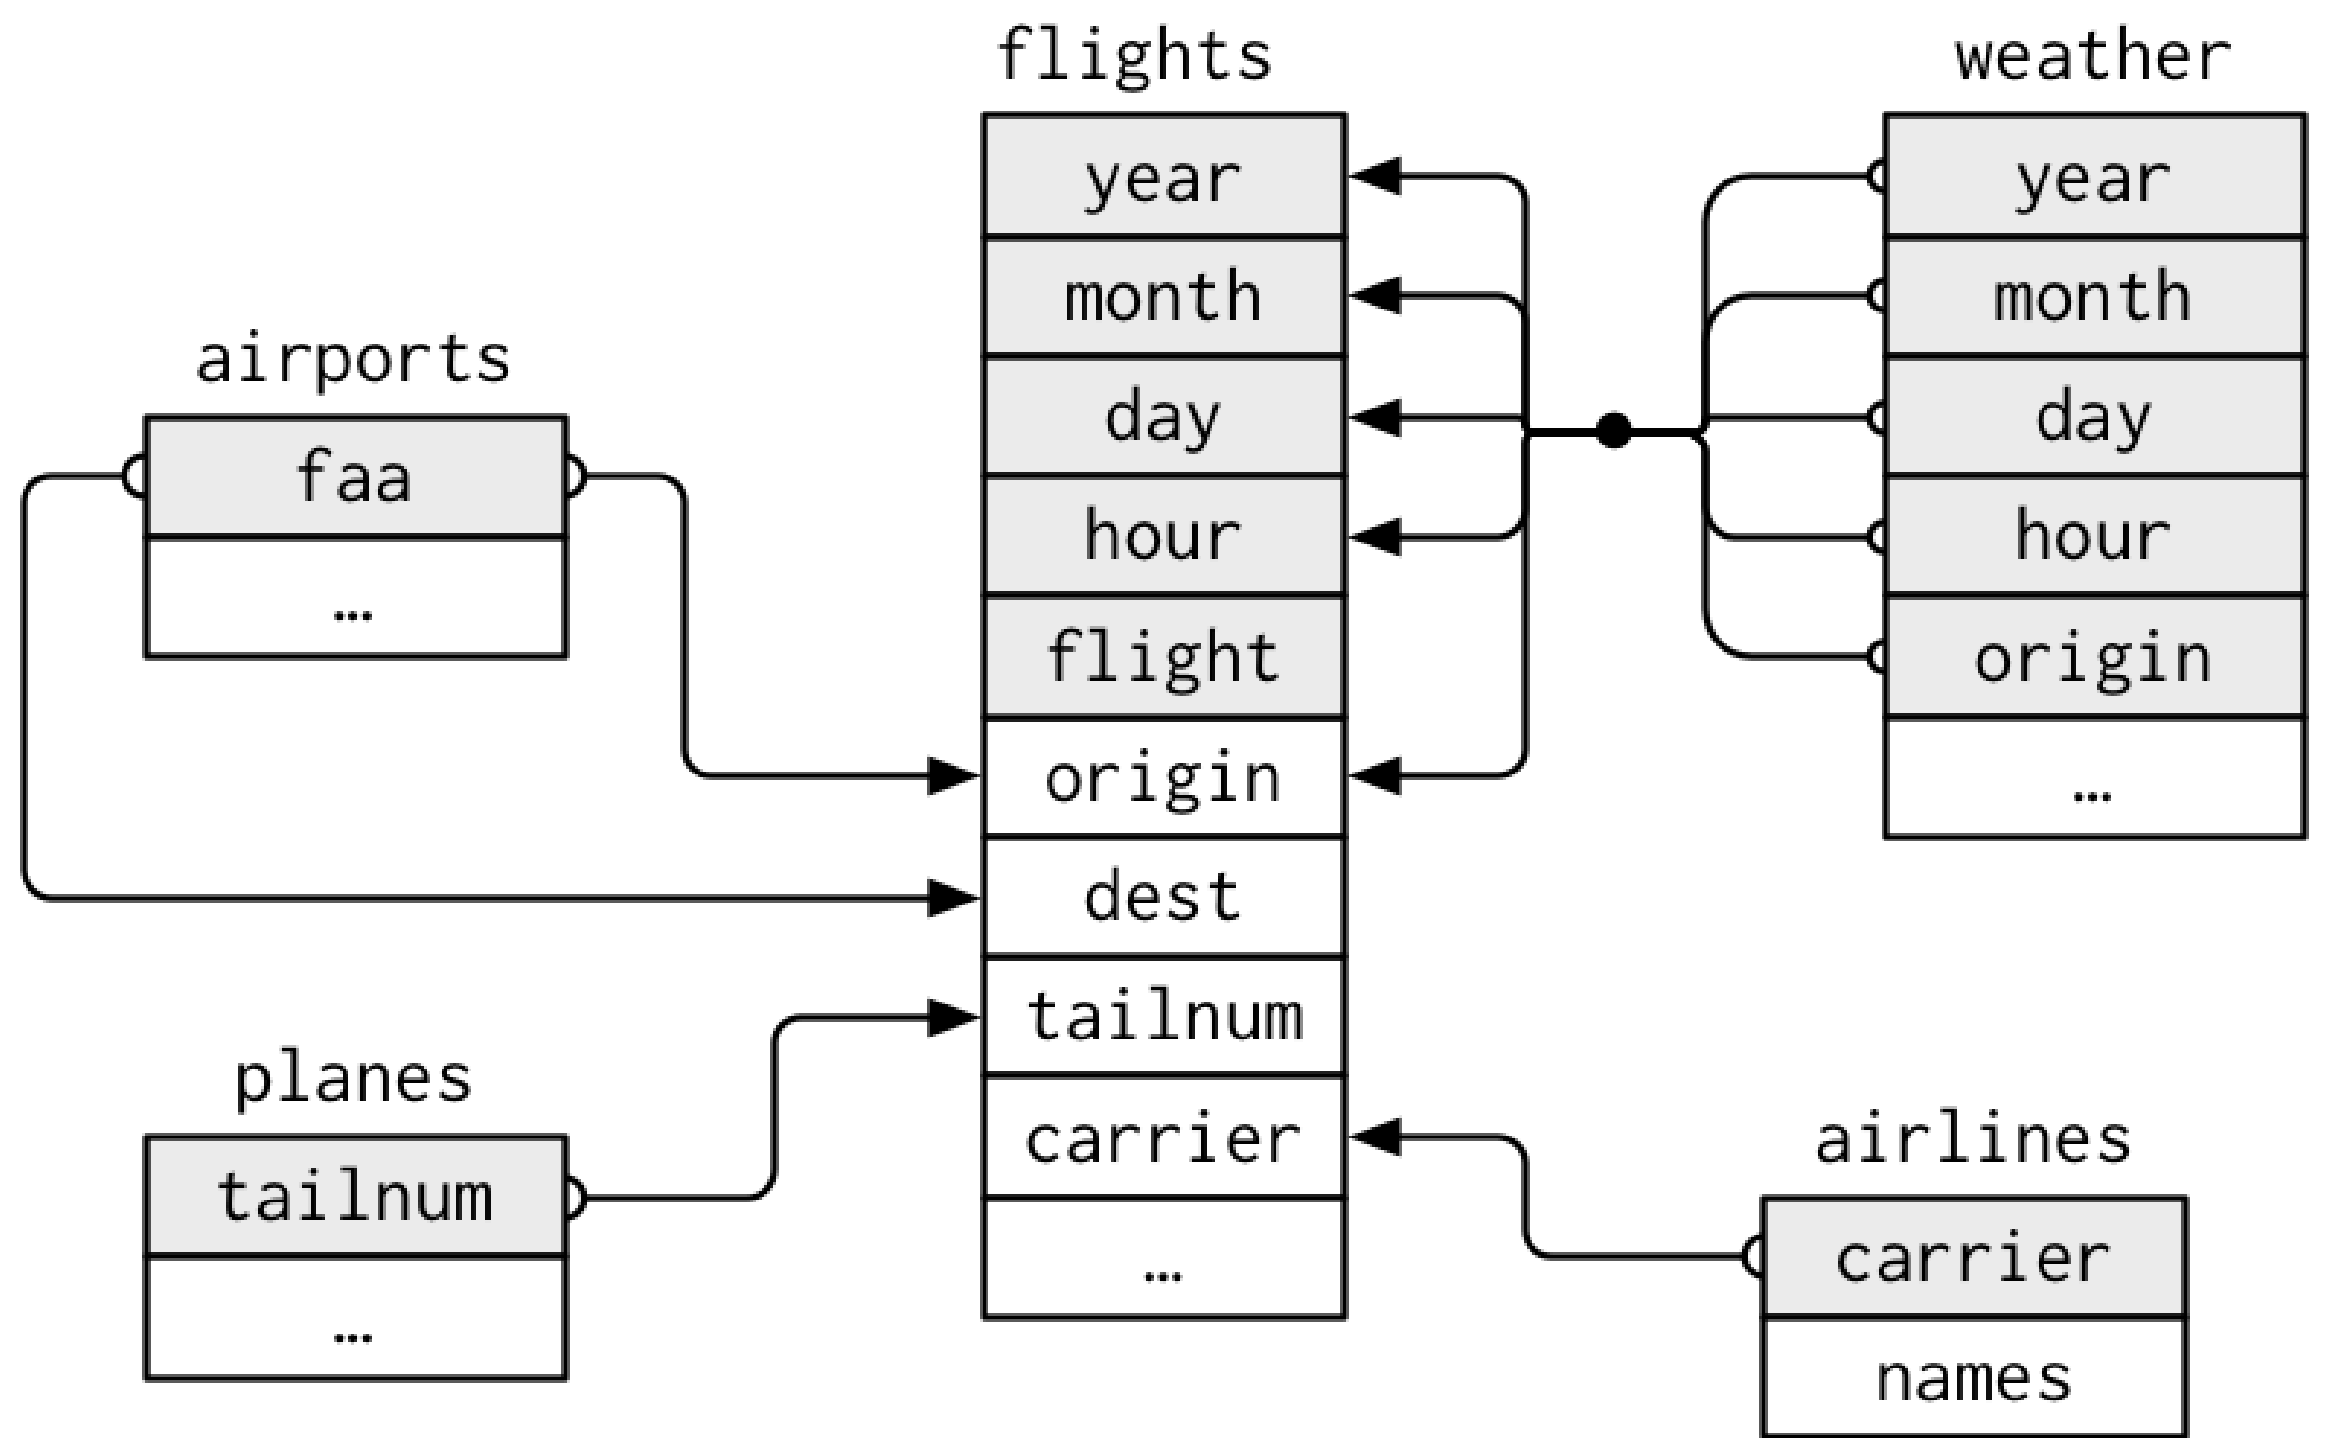 flights
year
month
day
hour
flight
origin
dest
tailnum
carrier
…
weather
year
month
day
hour
origin
…
airports
faa
…
planes
tailnum
…
airlines
carrier
names